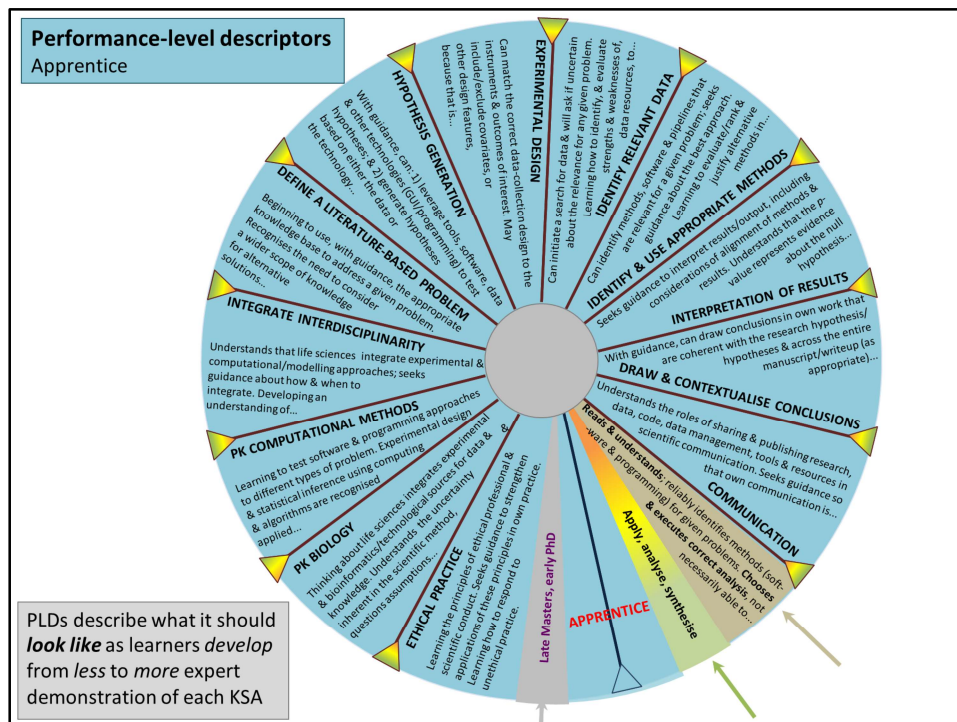 Performance-level descriptors
Apprentice
EXPERIMENTAL DESIGN
Can initiate a search for data & will ask if uncertain
about the relevance for any given problem.
Learning how to identify, & evaluate
strengths & weaknesses of,
data resources, to...
IDENTIFY RELEVANT DATA
Can identify methods, software & pipelines that
are relevant for a given problem; seeks
guidance about the best approach.
Learning to evaluate/rank &
justify alternative
methods in...
IDENTIFY & USE APPROPRIATE METHODS
Seeks guidance to interpret results/output, including
considerations of alignment of methods &
results. Understands that the p-
value represents evidence
about the null
hypothesis...
INTERPRETATION OF RESULTS
With guidance, can draw conclusions in own work that
are coherent with the research hypothesis/
hypotheses & across the entire
manuscript/writeup (as
appropriate)...
DRAW & CONTEXTUALISE CONCLUSIONS
Understands the roles of sharing & publishing research,
data, code, data management, tools & resources in
scientific communication. Seeks guidance so
that own communication is...
COMMUNICATION
Reads & understands; reliably identifies methods (soft-
-ware & programming) for given problems. Chooses
& executes correct analysis, not
necessarily able to...
Apply, analyse, synthesise
APPRENTICE
Late Masters, early PhD
Learning the principles of ethical professional &
scientific conduct. Seeks guidance to strengthen
applications of these principles in own practice.
Learning how to respond to
unethical practice.
ETHICAL PRACTICE
Thinking about life sciences integrates experimental &
& bioinformatics/technological sources for data &
knowledge. Understands the uncertainty
inherent in the scientific method,
questions assumptions...
PK BIOLOGY
Learning to test software & programming approaches
to different types of problem. Experimental design
& statistical inference using computing
& algorithms are recognised
applied...
PK COMPUTATIONAL METHODS
Understands that life sciences integrate experimental &
computational/modelling approaches; seeks
guidance about how & when to
integrate. Developing an
understanding of...
INTEGRATE INTERDISCIPLINARITY
Beginning to use, with guidance, the appropriate
knowledge base to address a given problem.
Recognises the need to consider
a wider scope of knowledge
for alternative
solutions...
DEFINE A LITERATURE-BASED PROBLEM
With guidance, can: 1) leverage tools, software, data
& other technologies (GUI/programming) to test
hypotheses, & 2) generate hypotheses
based on either the data or
the technology...
HYPOTHESIS GENERATION
Can match the correct data-collection design to the
instruments & outcomes of interest. May
include/exclude covariates, or
other design features,
because that is...
PLDs describe what it should
look like as learners develop
from less to more expert
demonstration of each KSA